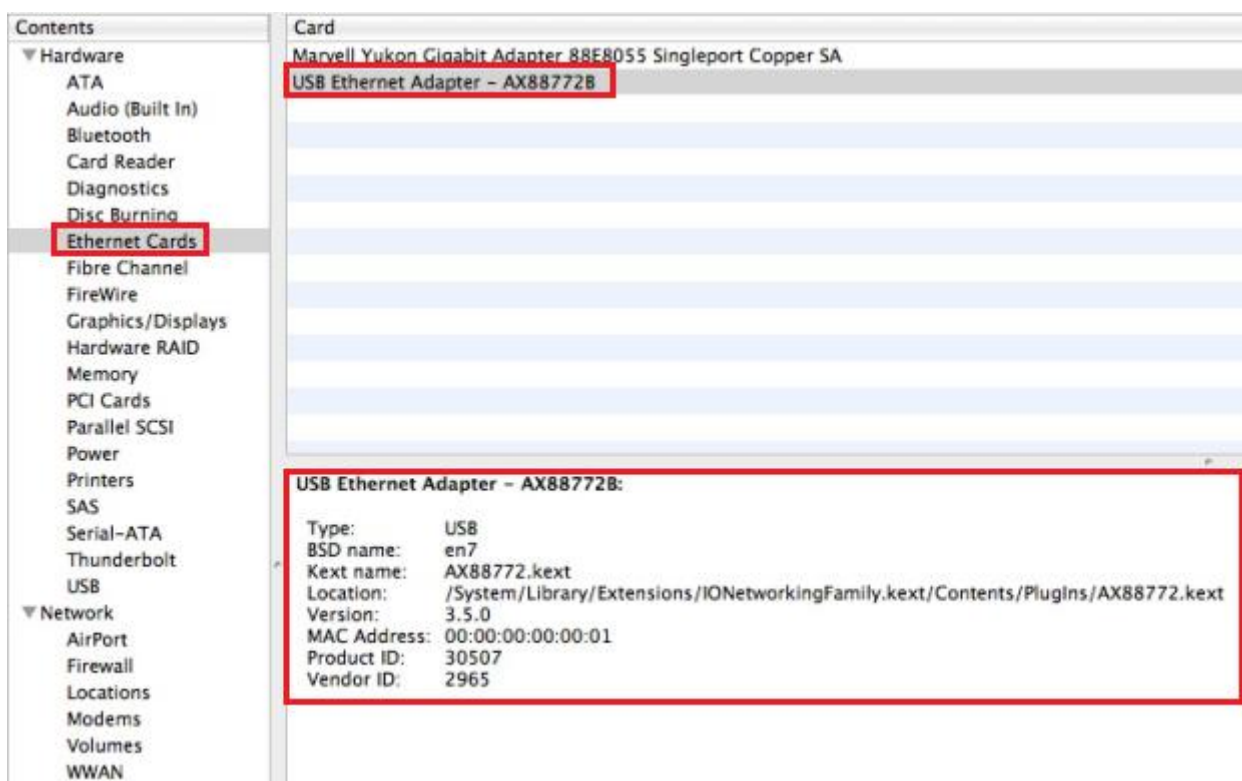 Contents
Hardware
ATA
Audio (Built In)
Bluetooth
Card Reader
Diagnostics
Disc Burning
Ethernet Cards
Fibre Channel
FireWire
Graphics/Displays
Hardware RAID
Memory
PCI Cards
Parallel SCSI
Power
Printers
SAS
Serial-ATA
Thunderbolt
USB
Network
AirPort
Firewall
Locations
Modems
Volumes
WWAN
Card
Marvell Yukon Gigabit Adapter 88E8055 Singleport Copper SA
USB Ethernet Adapter - AX88772B
USB Ethernet Adapter - AX88772B:
Type: USB
BSD name: en7
Kext name: AX88772.kext
Location: /System/Library/Extensions/IONetworkingFamily.kext/Contents/PlugIns/AX88772.kext
Version: 3.5.0
MAC Address: 00:00:00:00:00:01
Product ID: 30507
Vendor ID: 2965